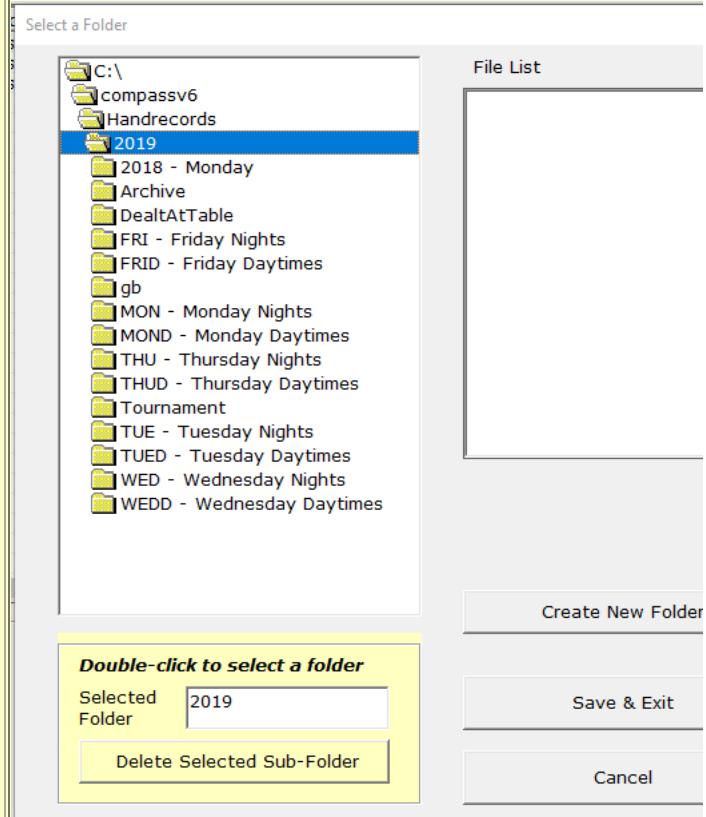 Select a Folder
C:\
compassv6
Handrecords
2019
2018 - Monday
Archive
DealtAtTable
FRI - Friday Nights
FRID - Friday Daytimes
gb
MON - Monday Nights
MOND - Monday Daytimes
THU - Thursday Nights
THUD - Thursday Daytimes
Tournament
TUE - Tuesday Nights
TUED - Tuesday Daytimes
WED - Wednesday Nights
WEDD - Wednesday Daytimes
File List
Create New Folder
Double-click to select a folder
Selected
Folder
2019
Delete Selected Sub-Folder
Save & Exit
Cancel